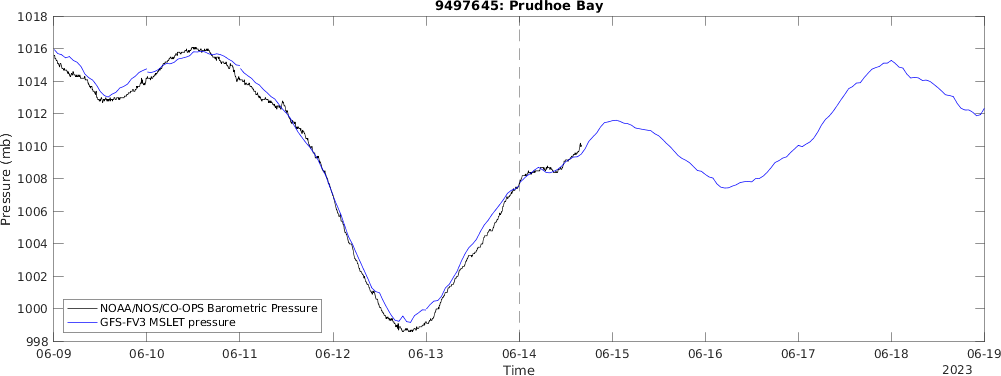 9497645: Prudhoe Bay
1018
1016
1014
1012
1010
1008
1006
1004
1002
1000
998
Pressure (mb)
NOAA/NOS/CO-OPS Barometric Pressure
GFS-FV3 MSLET pressure
06-09 06-10 06-11 06-12 06-13 06-14 06-15 06-16 06-17 06-18 06-19
Time
2023